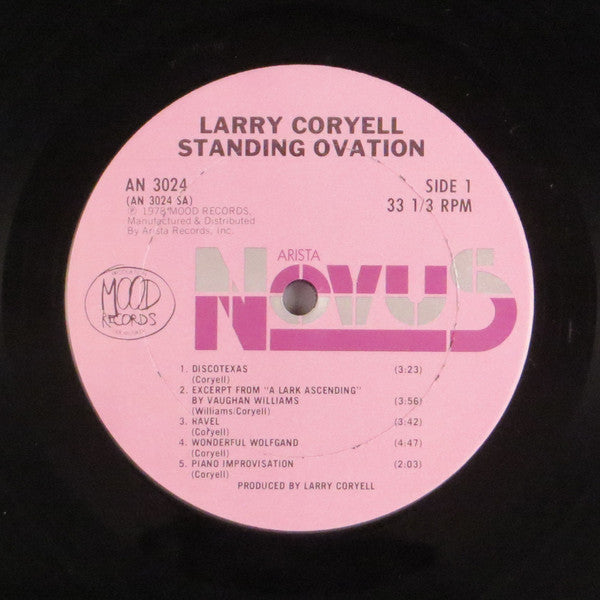 LARRY CORYELL
STANDING OVATION
AN 3024
(AN 3024 SA)
℗ 1978 MOOD RECORDS,
Manufactured & Distributed
By Arista Records, Inc.
SIDE 1
33 1/3 RPM
ARISTA
NOVUS
MOOD
RECORDS
1. DISCOTEXAS (3:23)
(Coryell)
2. EXCERPT FROM "A LARK ASCENDING"
BY VAUGHAN WILLIAMS (3:56)
(Williams/Coryell)
3. RAVEL (3:42)
(Coryell)
4. WONDERFUL WOLFGAND (4:47)
(Coryell)
5. PIANO IMPROVISATION (2:03)
(Coryell)
PRODUCED BY LARRY CORYELL